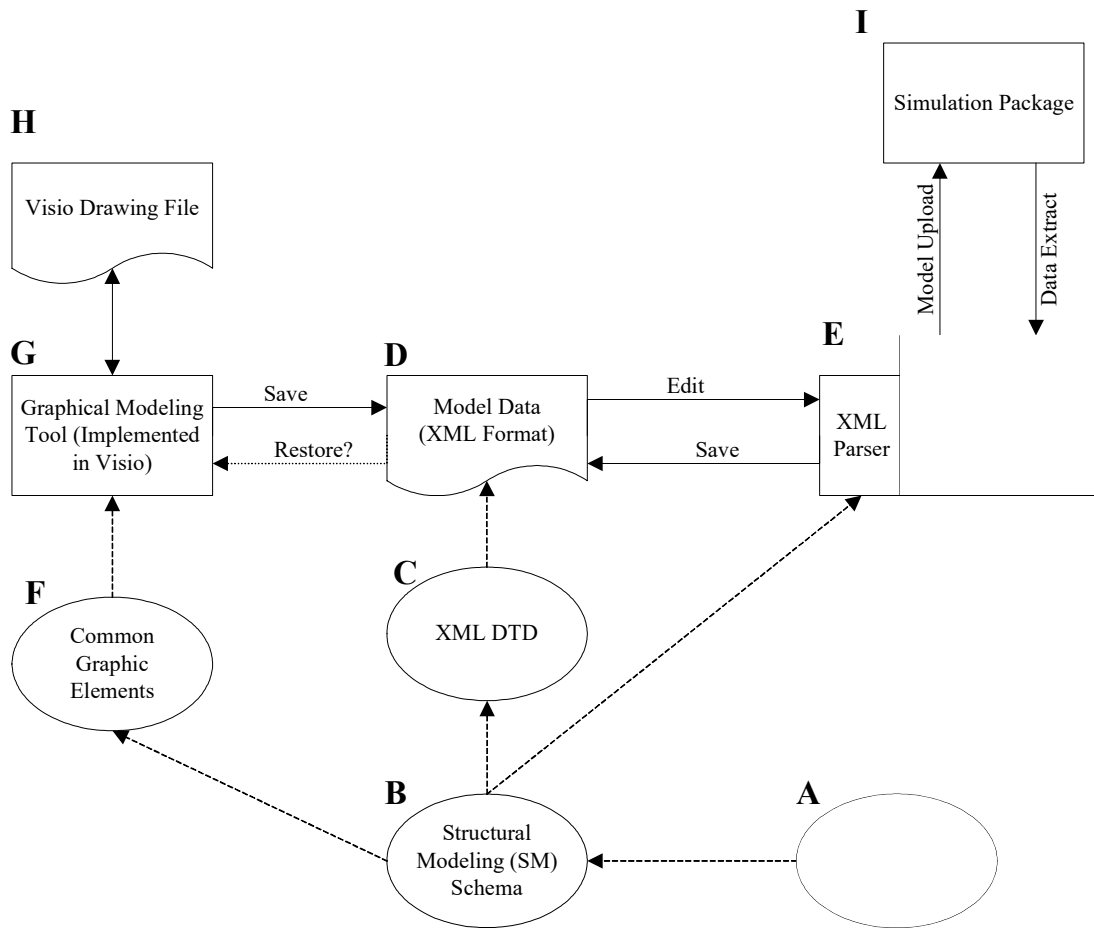 I
Simulation Package
H
Visio Drawing File
Model Upload
Data Extract
G
D
E
Graphical Modeling
Tool (Implemented
in Visio)
Save
Restore?
Model Data
(XML Format)
Edit
Save
XML
Parser
F
C
Common
Graphic
Elements
XML DTD
B
A
Structural
Modeling (SM)
Schema